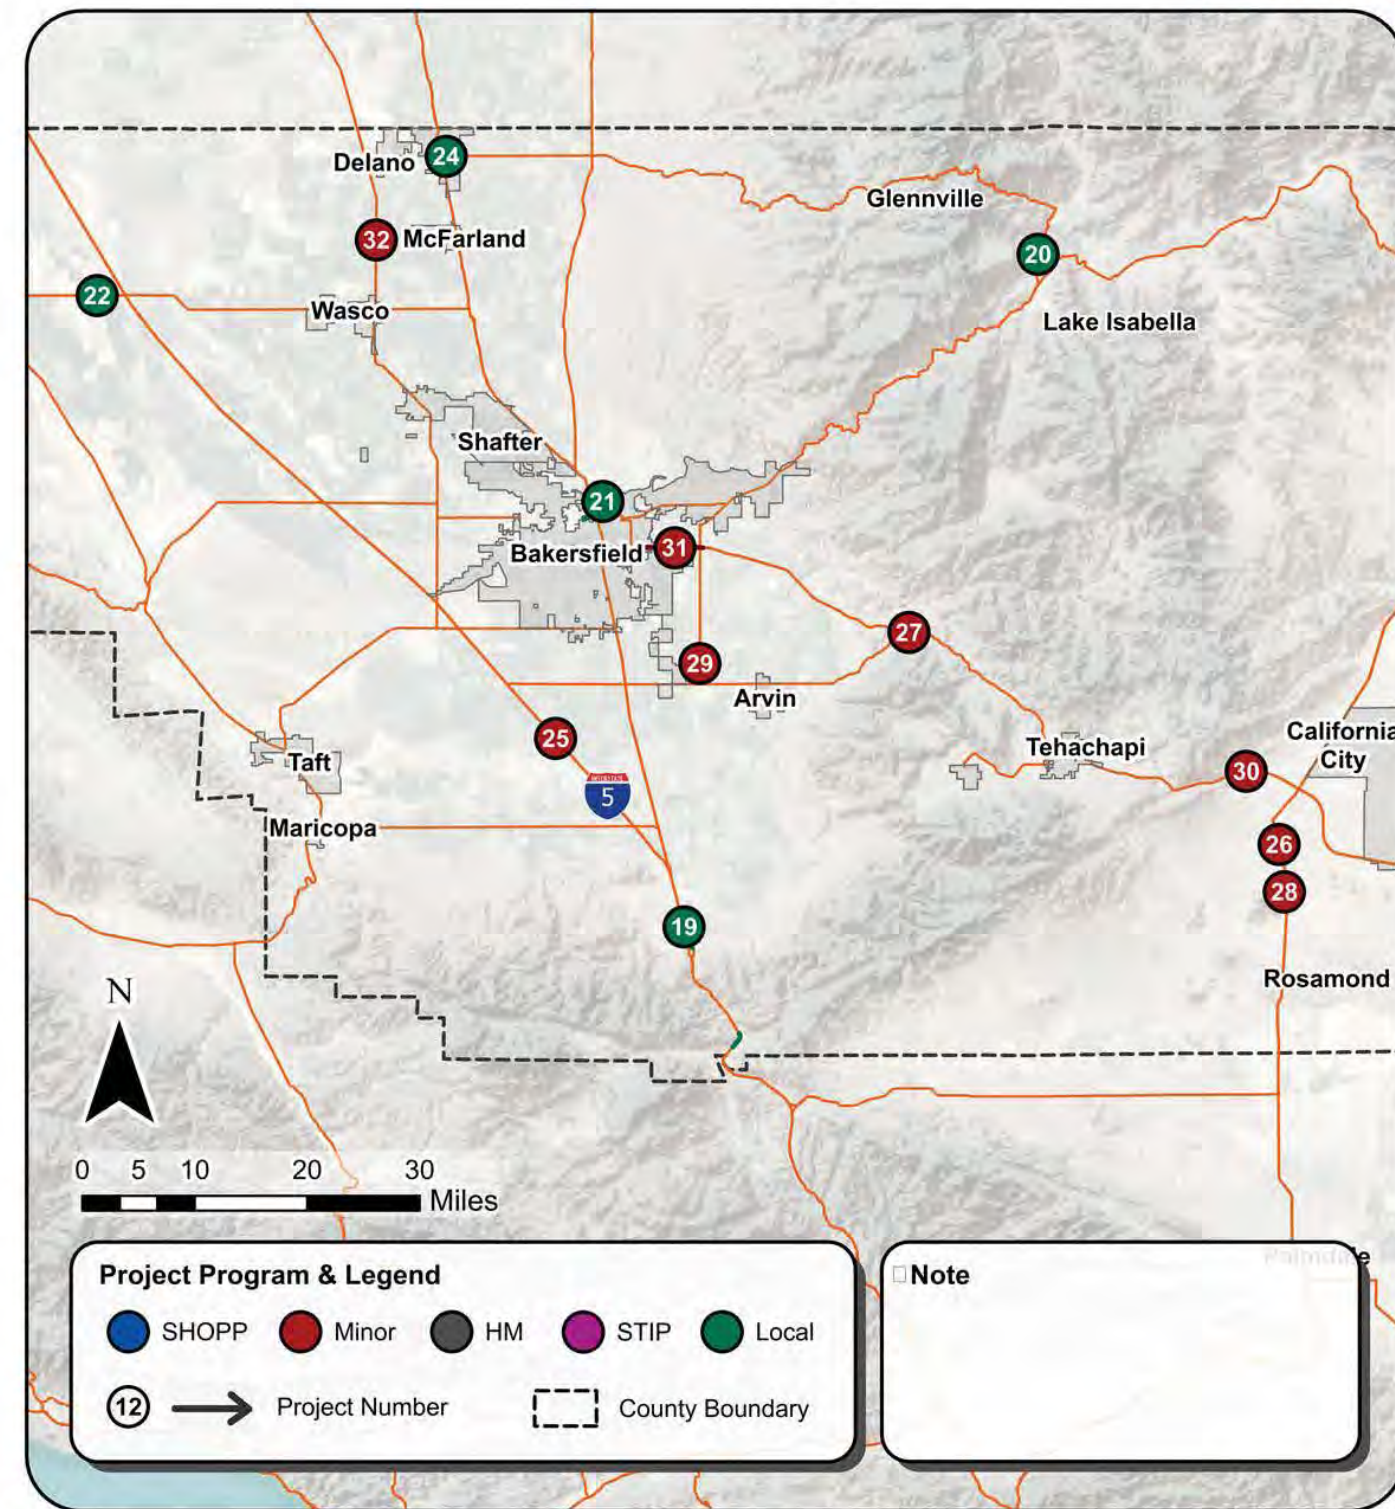 Delano
24
Glennville
32
McFarland
20
22
Wasco
Lake Isabella
Shafter
21
Bakersfield
31
27
29
Arvin
25
Tehachapi
California
City
Taft
30
5
Maricopa
26
28
19
Rosamond
N
0 5 10 20 30
Miles
Project Program & Legend
SHOPP
Minor
HM
STIP
Local
12
Project Number
County Boundary
Note
Palmdale